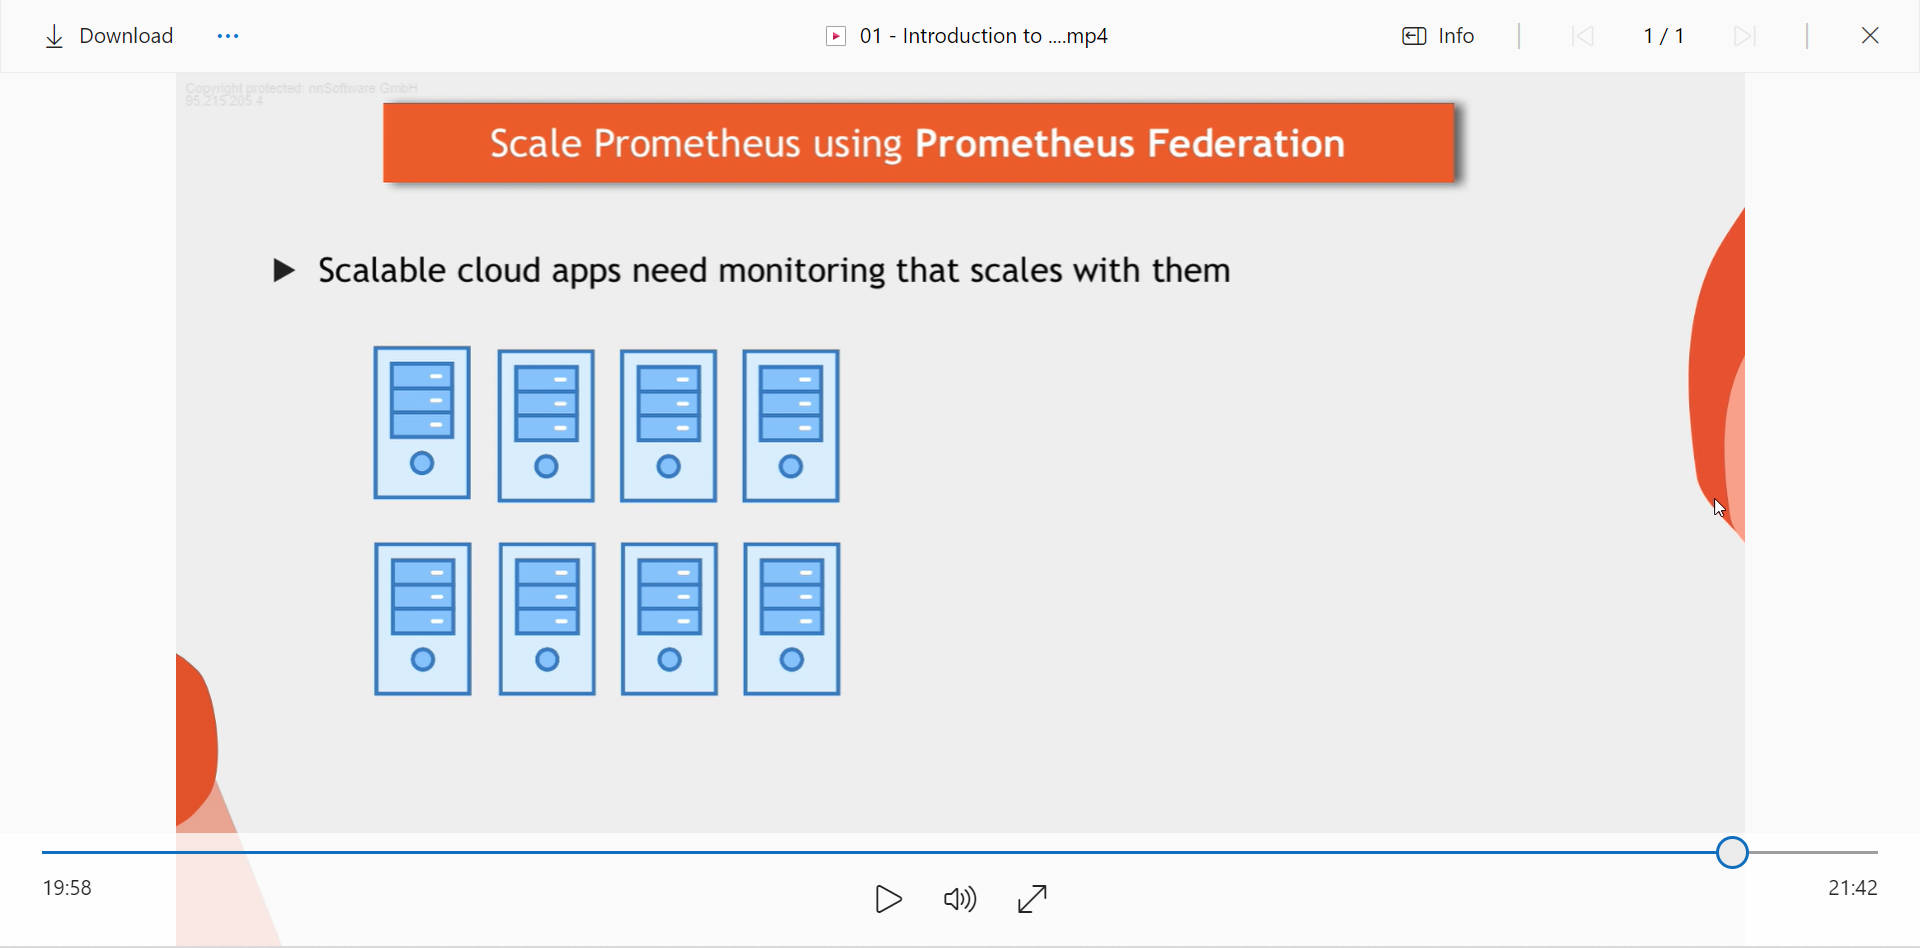 Download
01 - Introduction to ....mp4
Info
1 / 1
Copyright protected: nnSoftware GmbH
95.215.205.4
Scale Prometheus using Prometheus Federation
Scalable cloud apps need monitoring that scales with them
19:58
21:42